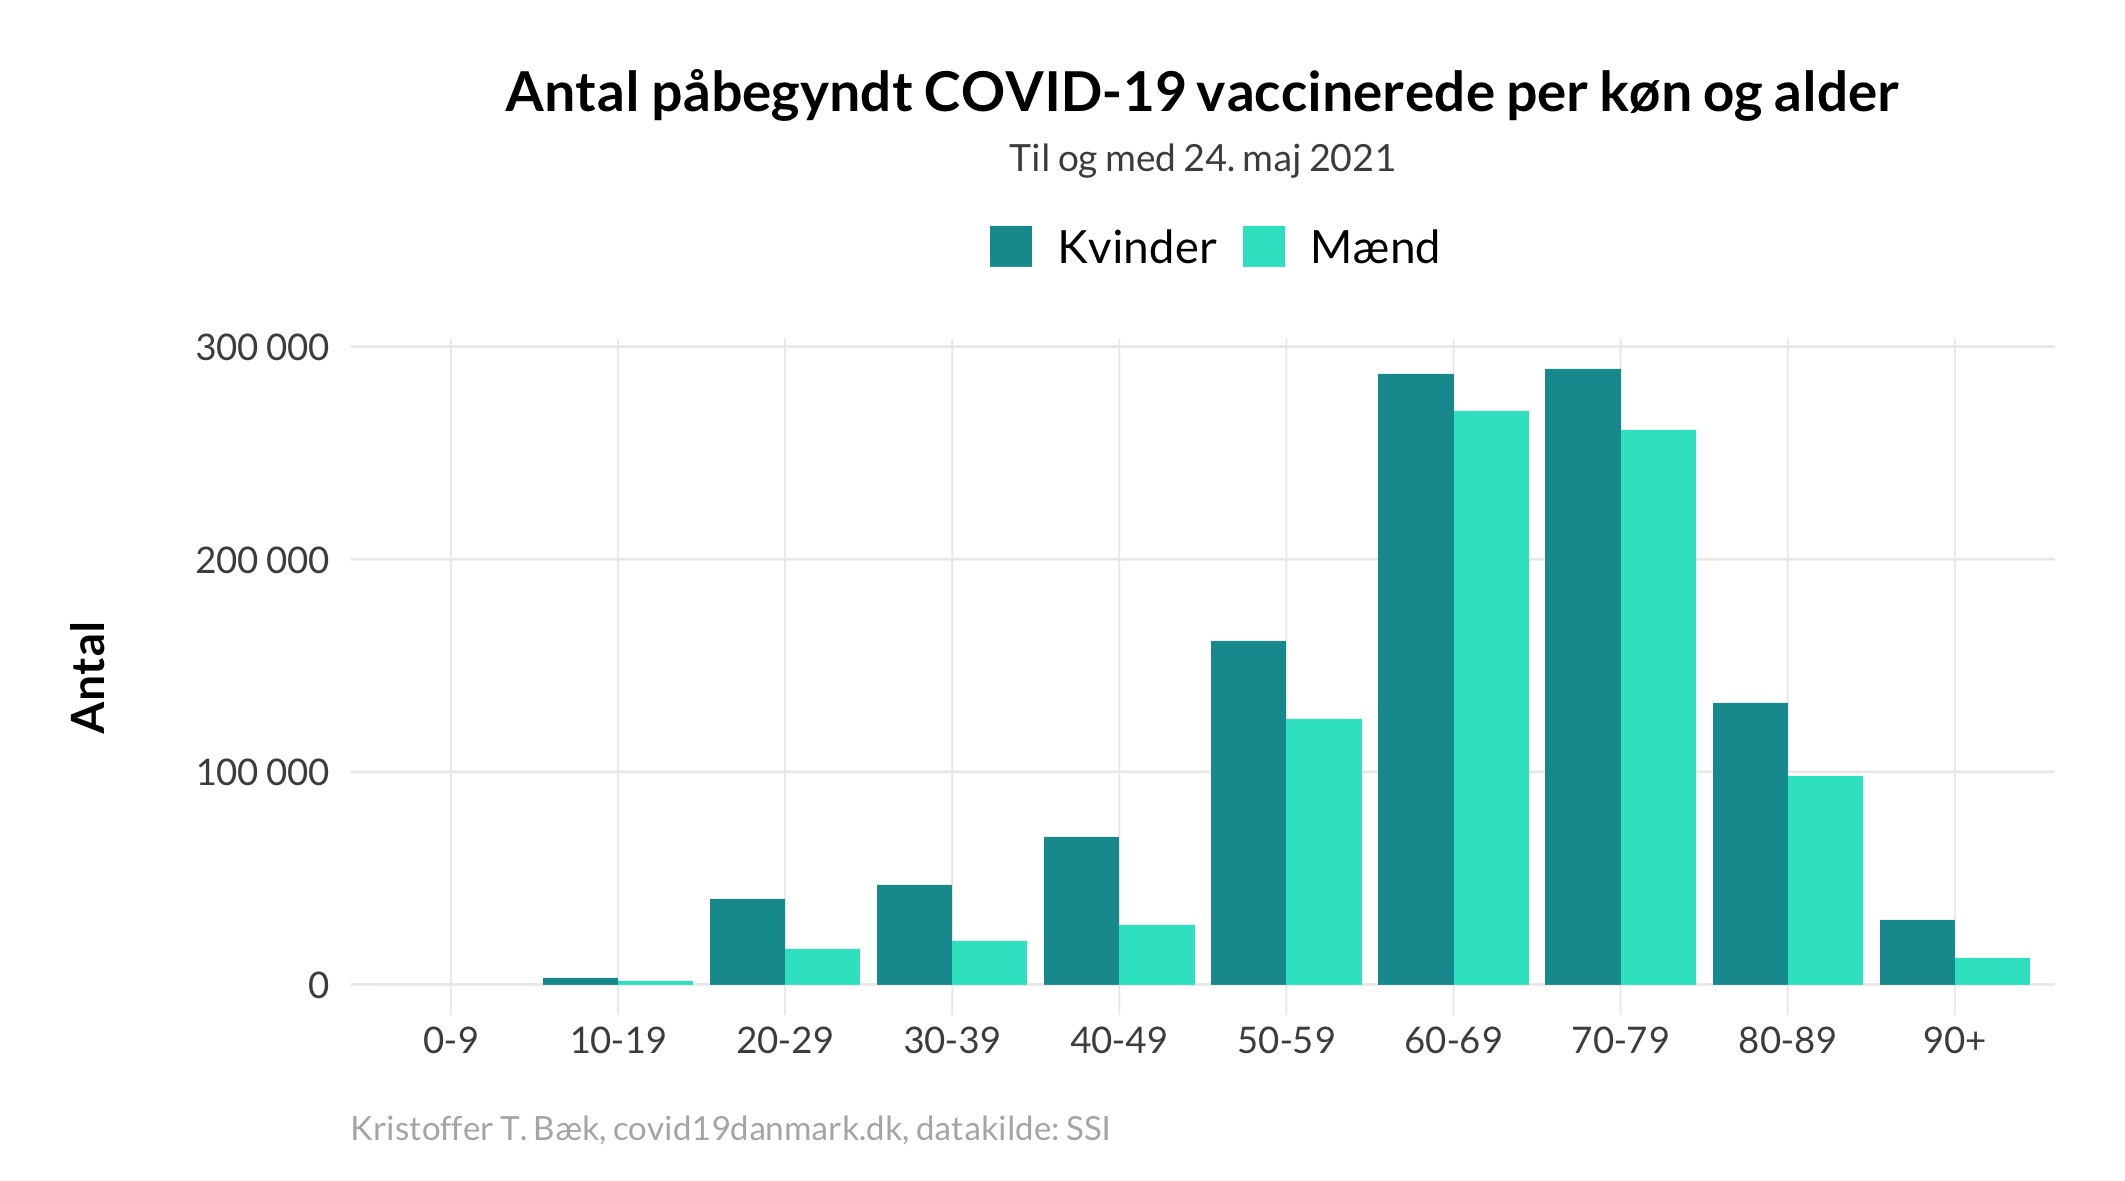 Antal påbegyndt COVID-19 vaccinerede per køn og alder
Til og med 24. maj 2021
Kvinder Mænd
300 000
200 000
100 000
0
Antal
0-9 10-19 20-29 30-39 40-49 50-59 60-69 70-79 80-89 90+
Kristoffer T. Bæk, covid19danmark.dk, datakilde: SSI